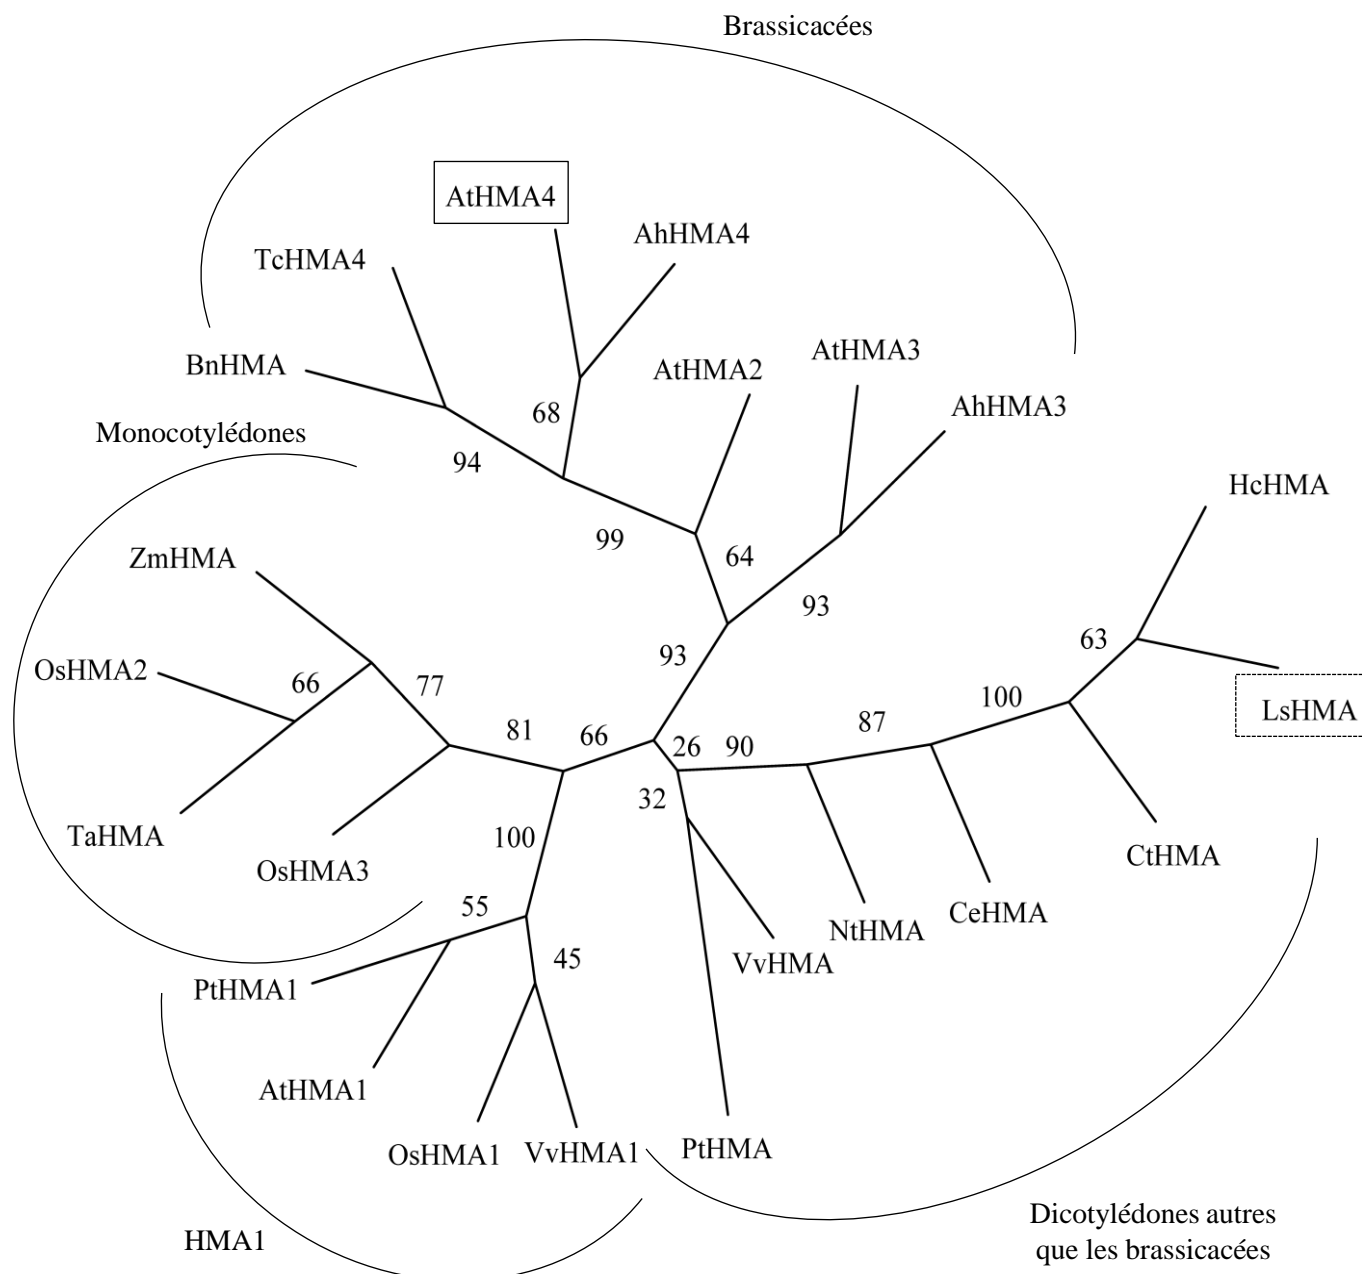 Brassicacées
AtHMA4
AhHMA4
TcHMA4
BnHMA
AtHMA2
AtHMA3
AhHMA3
68
94
99
64
93
93
Monocotylédones
ZmHMA
OsHMA2
66
77
TaHMA
OsHMA3
81
66
26
90
87
100
63
HcHMA
LsHMA
CtHMA
CeHMA
NtHMA
VvHMA
32
100
55
45
PtHMA1
AtHMA1
OsHMA1
VvHMA1
PtHMA
HMA1
Dicotylédones autres
que les brassicacées